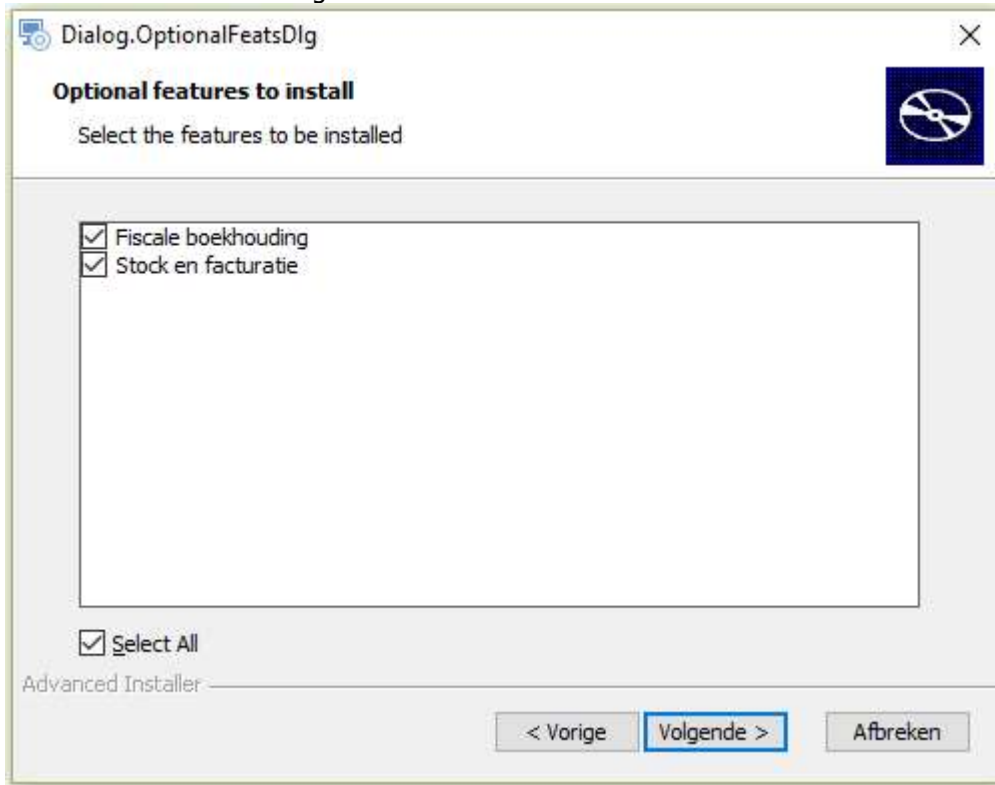 Dialog.OptionalFeatsDlg
Optional features to install
Select the features to be installed
Fiscale boekhouding
Stock en facturatie
Select All
Advanced Installer
< Vorige Volgende > Afbreken